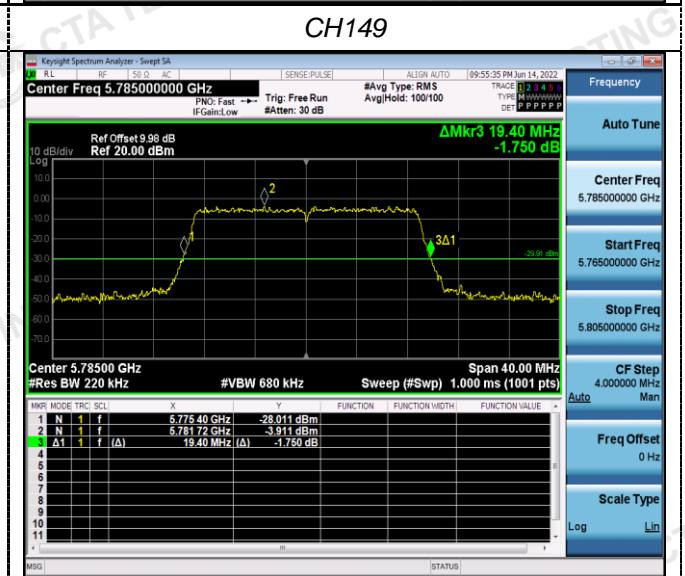 CH149
Keysight Spectrum Analyzer - Swept SA
RL RF 50 Ω AC SENSE:PULSE ALIGN AUTO 09:55:35 PM Jun 14, 2022
Center Freq 5.785000000 GHz #Avg Type: RMS TRACE 1 2 3 4 5 6
PNO: Fast Trig: Free Run Avg|Hold: 100/100 TYPE M W W W W W
IFGain:Low #Atten: 30 dB DET P P P P P P
Ref Offset 9.98 dB ΔMkr3 19.40 MHz
10 dB/div Ref 20.00 dBm -1.750 dB
Log
10.0
0.00
-10.0
-20.0
-30.0
-40.0
-50.0
-60.0
-70.0
1
2
3Δ1
-29.91 dBm
Center 5.78500 GHz Span 40.00 MHz
#Res BW 220 kHz #VBW 680 kHz Sweep (#Swp) 1.000 ms (1001 pts)
MKR MODE TRC SCL X Y FUNCTION FUNCTION WIDTH FUNCTION VALUE
1 N 1 f 5.775 40 GHz -28.011 dBm
2 N 1 f 5.781 72 GHz -3.911 dBm
3 Δ1 1 f (Δ) 19.40 MHz (Δ) -1.750 dB
4
5
6
7
8
9
10
11
MSG STATUS
Frequency
Auto Tune
Center Freq
5.785000000 GHz
Start Freq
5.765000000 GHz
Stop Freq
5.805000000 GHz
CF Step
4.000000 MHz
Auto Man
Freq Offset
0 Hz
Scale Type
Log Lin